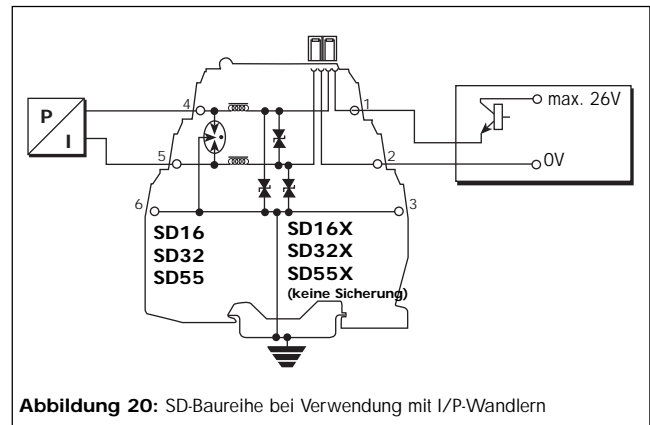 4
1
max. 26V
P
I
5
2
0V
6
3
SD16
SD32
SD55
SD16X
SD32X
SD55X
(keine Sicherung)
Abbildung 20: SD-Baureihe bei Verwendung mit I/P-Wandlern